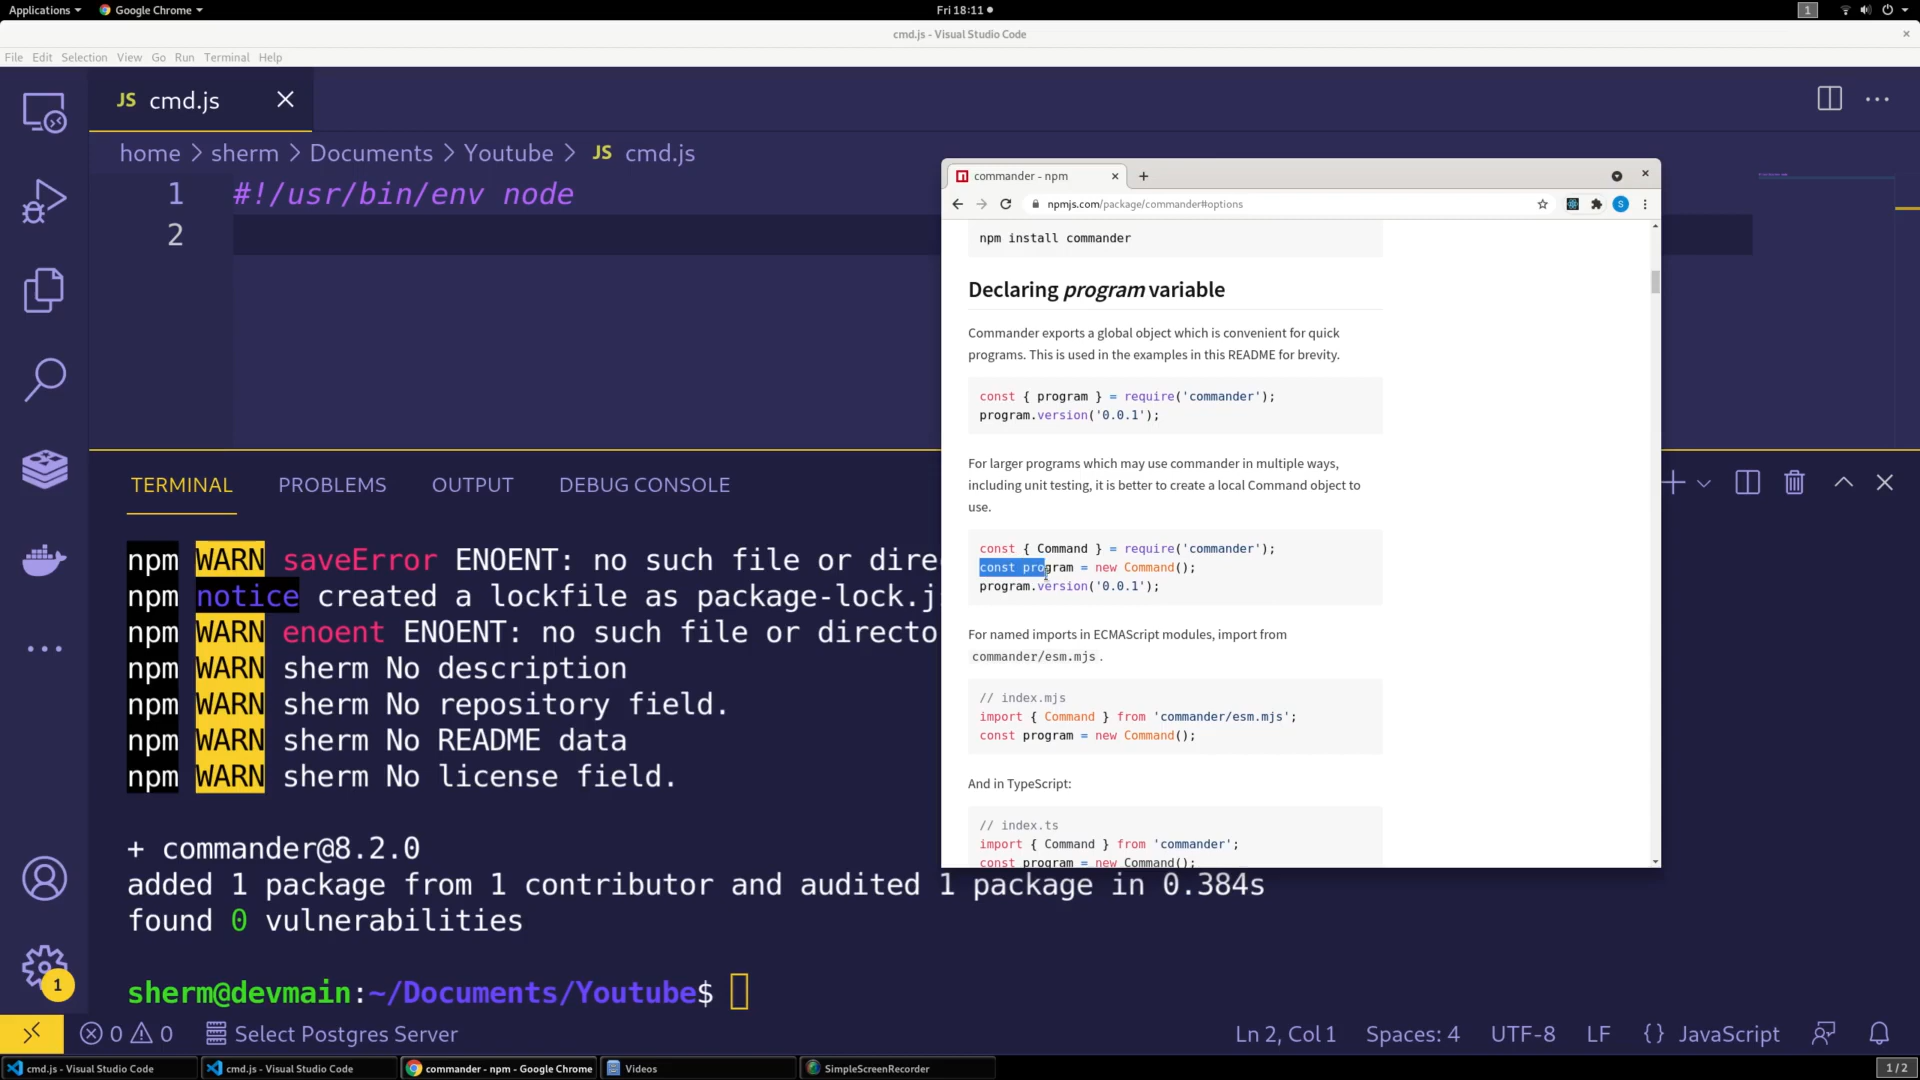 Applications
Google Chrome
Fri 18:11
1
cmd.js - Visual Studio Code
File Edit Selection View Go Run Terminal Help
JS cmd.js
home > sherm > Documents > Youtube > JS cmd.js
1 #!/usr/bin/env node
2
TERMINAL PROBLEMS OUTPUT DEBUG CONSOLE
npm WARN saveError ENOENT: no such file or direc
npm notice created a lockfile as package-lock.j
npm WARN enoent ENOENT: no such file or directo
npm WARN sherm No description
npm WARN sherm No repository field.
npm WARN sherm No README data
npm WARN sherm No license field.
+ commander@8.2.0
added 1 package from 1 contributor and audited 1 package in 0.384s
found 0 vulnerabilities
sherm@devmain:~/Documents/Youtube$
commander - npm
npmjs.com/package/commander#options
S
npm install commander
Declaring program variable
Commander exports a global object which is convenient for quick
programs. This is used in the examples in this README for brevity.
const { program } = require('commander');
program.version('0.0.1');
For larger programs which may use commander in multiple ways,
including unit testing, it is better to create a local Command object to
use.
const { Command } = require('commander');
const program = new Command();
program.version('0.0.1');
For named imports in ECMAScript modules, import from
commander/esm.mjs .
// index.mjs
import { Command } from 'commander/esm.mjs';
const program = new Command();
And in TypeScript:
// index.ts
import { Command } from 'commander';
const program = new Command();
1
0 0 Select Postgres Server
Ln 2, Col 1 Spaces: 4 UTF-8 LF {} JavaScript
cmd.js - Visual Studio Code
cmd.js - Visual Studio Code
commander - npm - Google Chrome
Videos
SimpleScreenRecorder
1 / 2